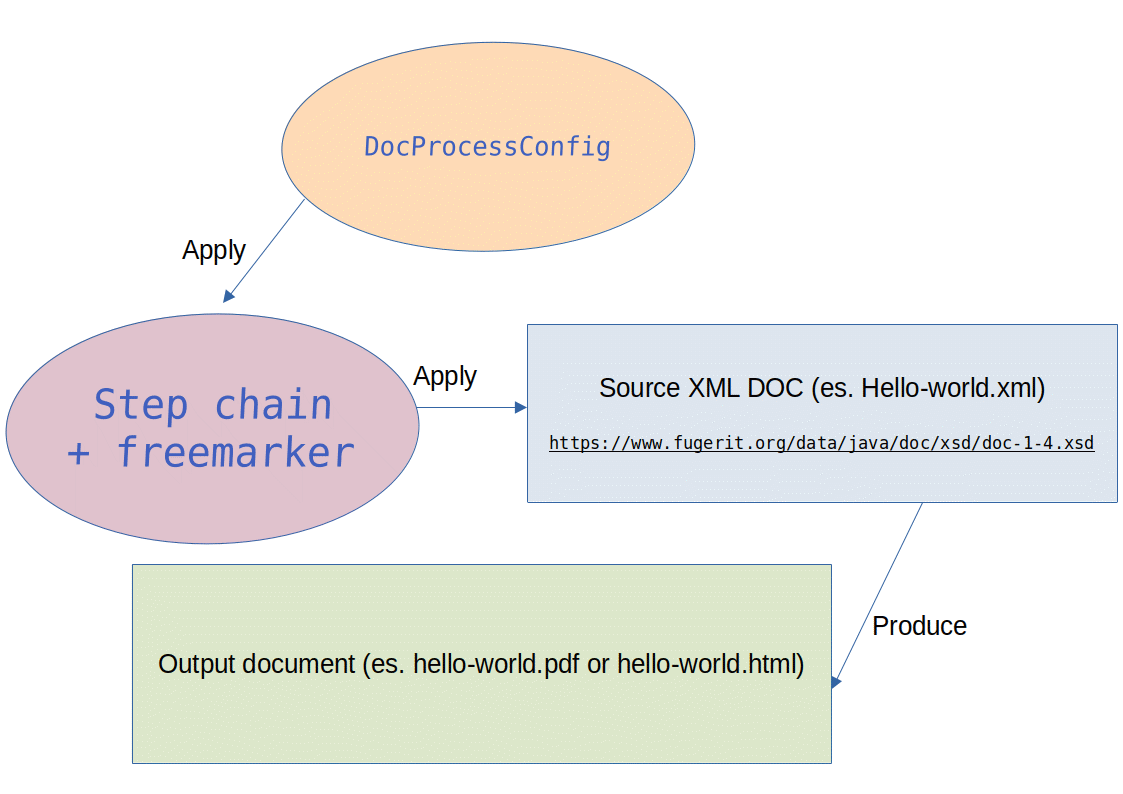 DocProcessConfig
Apply
Step chain
+ freemarker
Apply
Source XML DOC (es. Hello-world.xml)
https://www.fugerit.org/data/java/doc/xsd/doc-1-4.xsd
Produce
Output document (es. hello-world.pdf or hello-world.html)